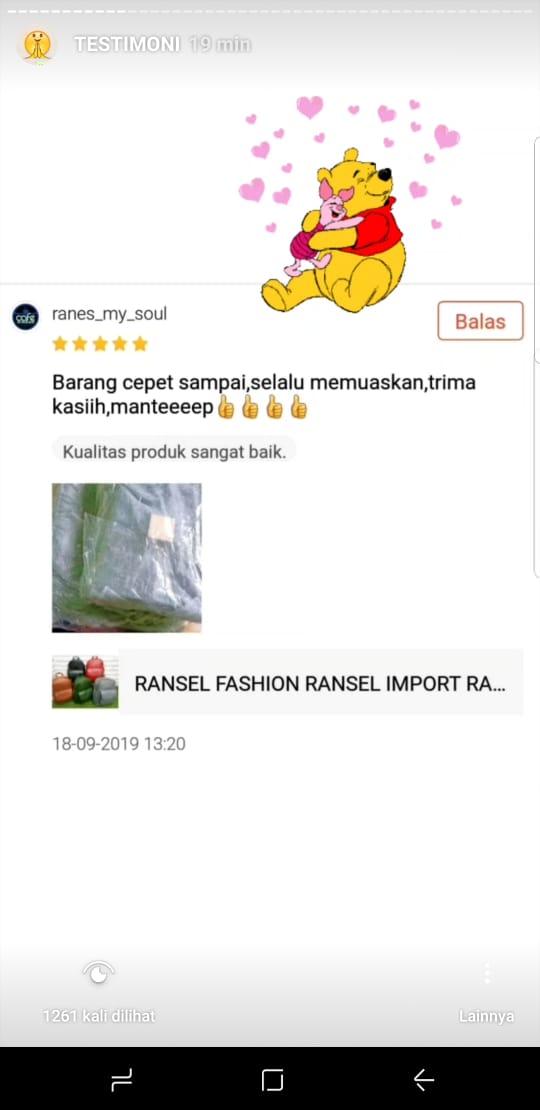 TESTIMONI 19 min
ranes_my_soul
Balas
Barang cepet sampai,selalu memuaskan,trima
kasiih,manteeeep👍👍👍👍
Kualitas produk sangat baik.
RANSEL FASHION RANSEL IMPORT RA...
18-09-2019 13:20
1261 kali dilihat
Lainnya